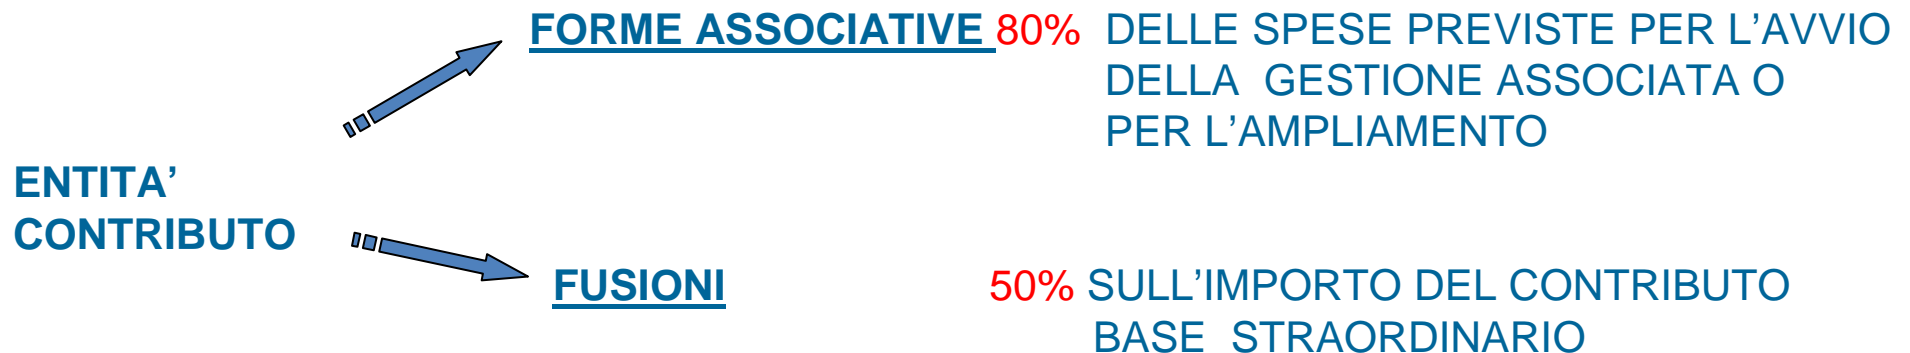 FORME ASSOCIATIVE 80% DELLE SPESE PREVISTE PER L'AVVIO
DELLA GESTIONE ASSOCIATA O
PER L'AMPLIAMENTO
ENTITA'
CONTRIBUTO
FUSIONI 50% SULL'IMPORTO DEL CONTRIBUTO
BASE STRAORDINARIO